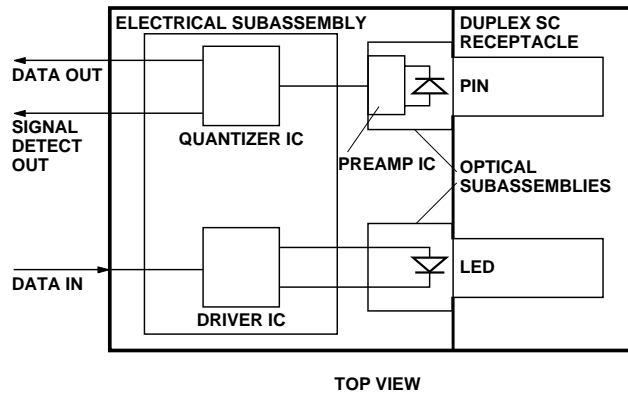 ELECTRICAL SUBASSEMBLY
DUPLEX SC
RECEPTACLE
DATA OUT
PIN
SIGNAL
DETECT
OUT
QUANTIZER IC
PREAMP IC
OPTICAL
SUBASSEMBLIES
LED
DATA IN
DRIVER IC
TOP VIEW